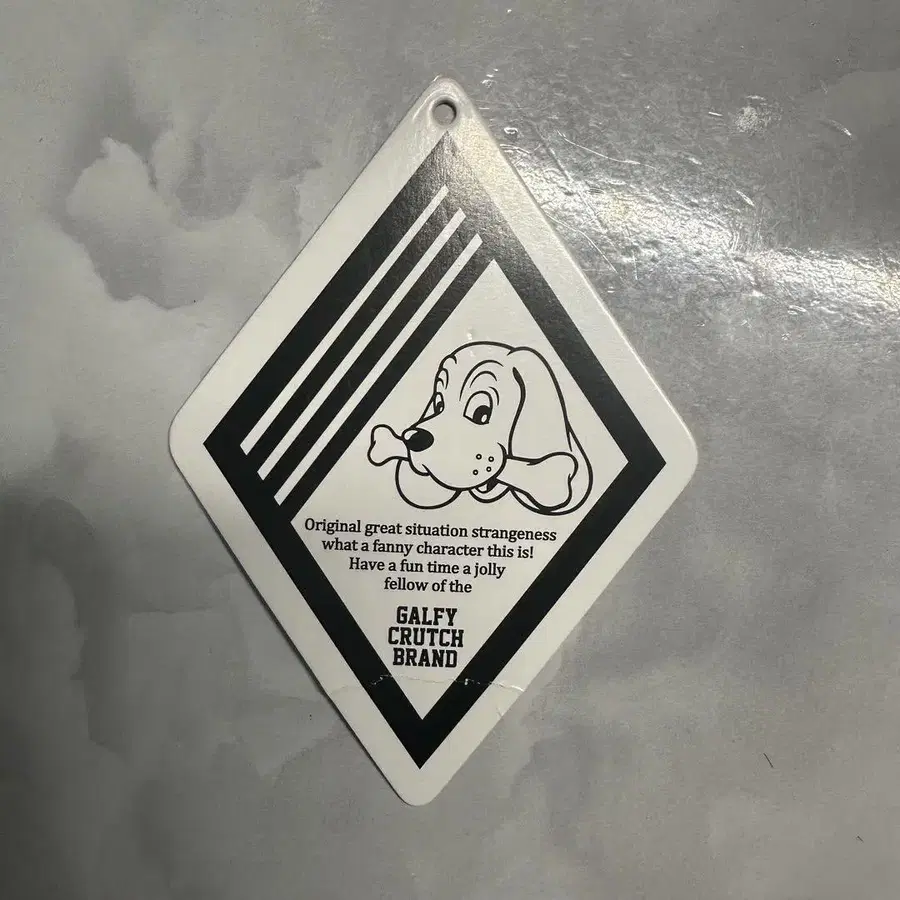 Original great situation strangeness
what a fanny character this is!
Have a fun time a jolly
fellow of the
GALFY
CRUTCH
BRAND